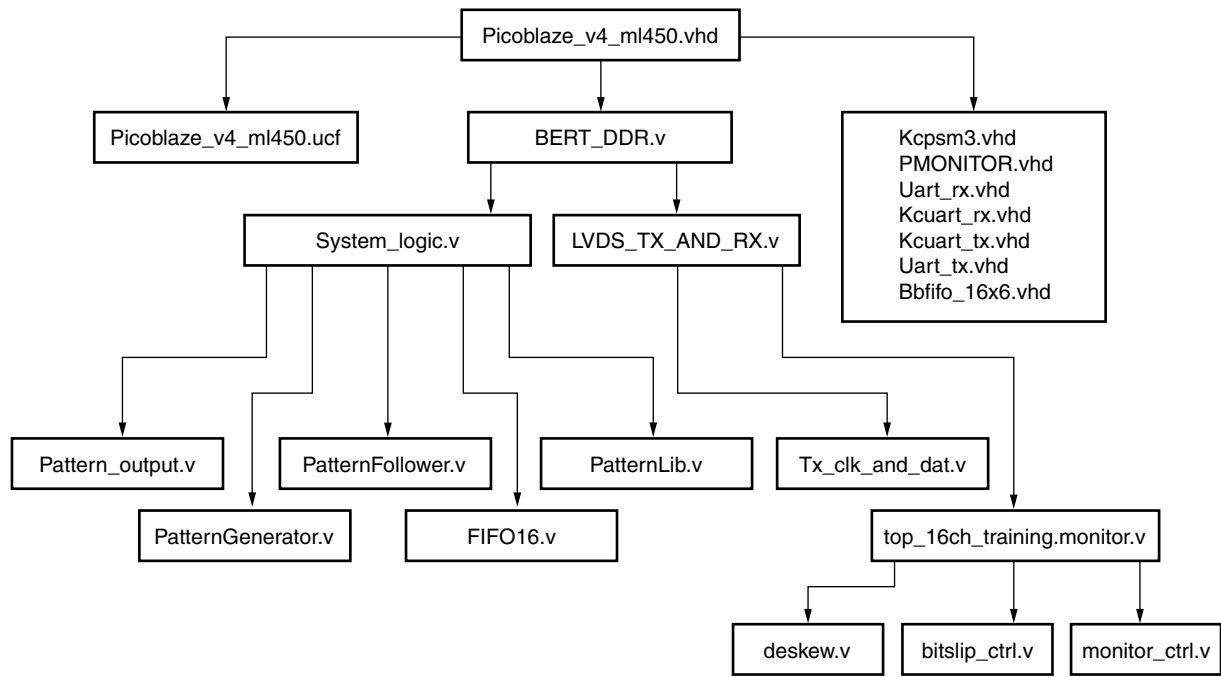 Picoblaze_v4_ml450.vhd
Picoblaze_v4_ml450.ucf
BERT_DDR.v
Kcpsm3.vhd
PMONITOR.vhd
Uart_rx.vhd
Kcuart_rx.vhd
Kcuart_tx.vhd
Uart_tx.vhd
Bbfifo_16x6.vhd
System_logic.v
LVDS_TX_AND_RX.v
Pattern_output.v
PatternFollower.v
PatternLib.v
Tx_clk_and_dat.v
PatternGenerator.v
FIFO16.v
top_16ch_training.monitor.v
deskew.v
bitslip_ctrl.v
monitor_ctrl.v